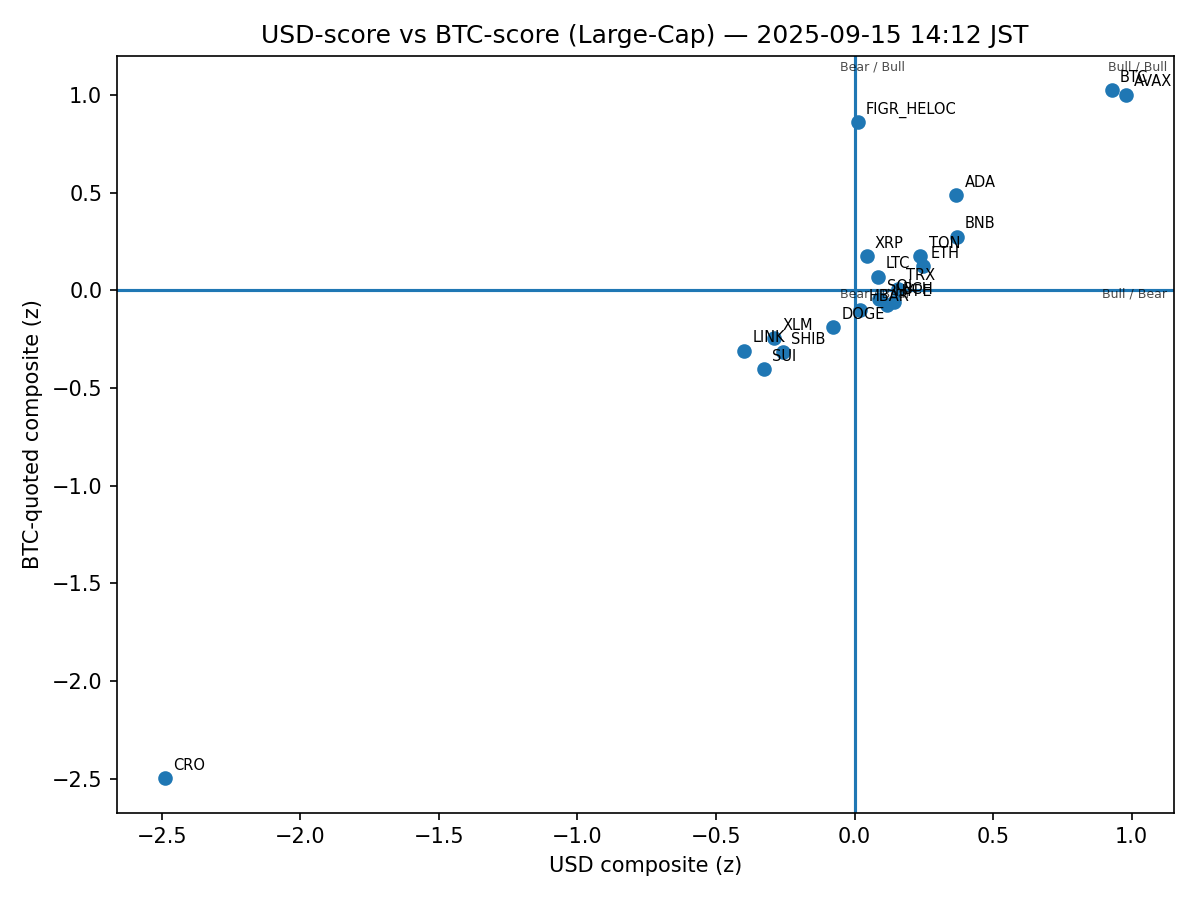 USD-score vs BTC-score (Large-Cap) — 2025-09-15 14:12 JST
Bear / Bull
Bull / Bull
BTC
AVAX
FIGR_HELOC
ADA
BNB
XRP
TON
ETH
LTC
TRX
Bull / Bear
HBAR
DOGE
XLM
LINK
SHIB
SUI
CRO
1.0
0.5
0.0
−0.5
−1.0
−1.5
−2.0
−2.5
BTC-quoted composite (z)
−2.5
−2.0
−1.5
−1.0
−0.5
0.0
0.5
1.0
USD composite (z)